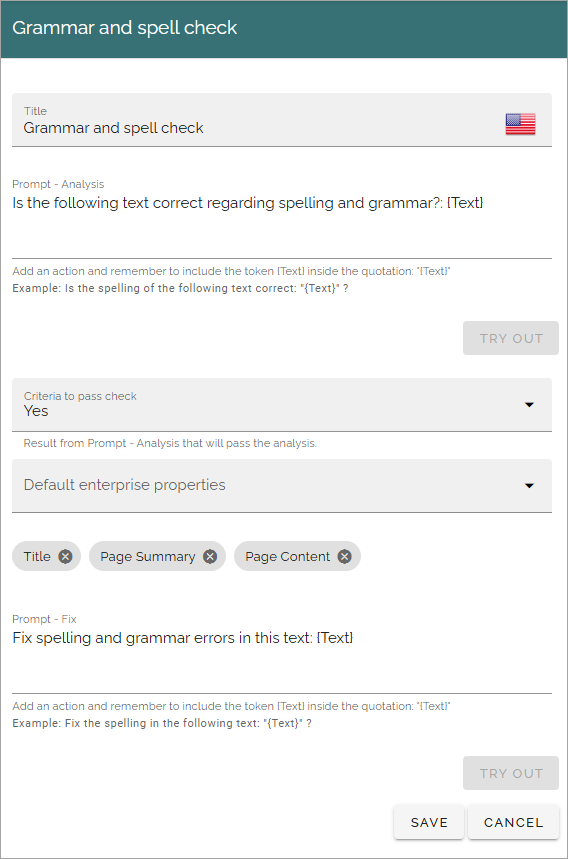 Grammar and spell check
Title
Grammar and spell check
Prompt - Analysis
Is the following text correct regarding spelling and grammar?: {Text}
Add an action and remember to include the token {Text} inside the quotation: "{Text}"
Example: Is the spelling of the following text correct: "{Text}" ?
TRY OUT
Criteria to pass check
Yes
Result from Prompt - Analysis that will pass the analysis.
Default enterprise properties
Title Page Summary Page Content
Prompt - Fix
Fix spelling and grammar errors in this text: {Text}
Add an action and remember to include the token {Text} inside the quotation: "{Text}"
Example: Fix the spelling in the following text: "{Text}" ?
TRY OUT
SAVE CANCEL